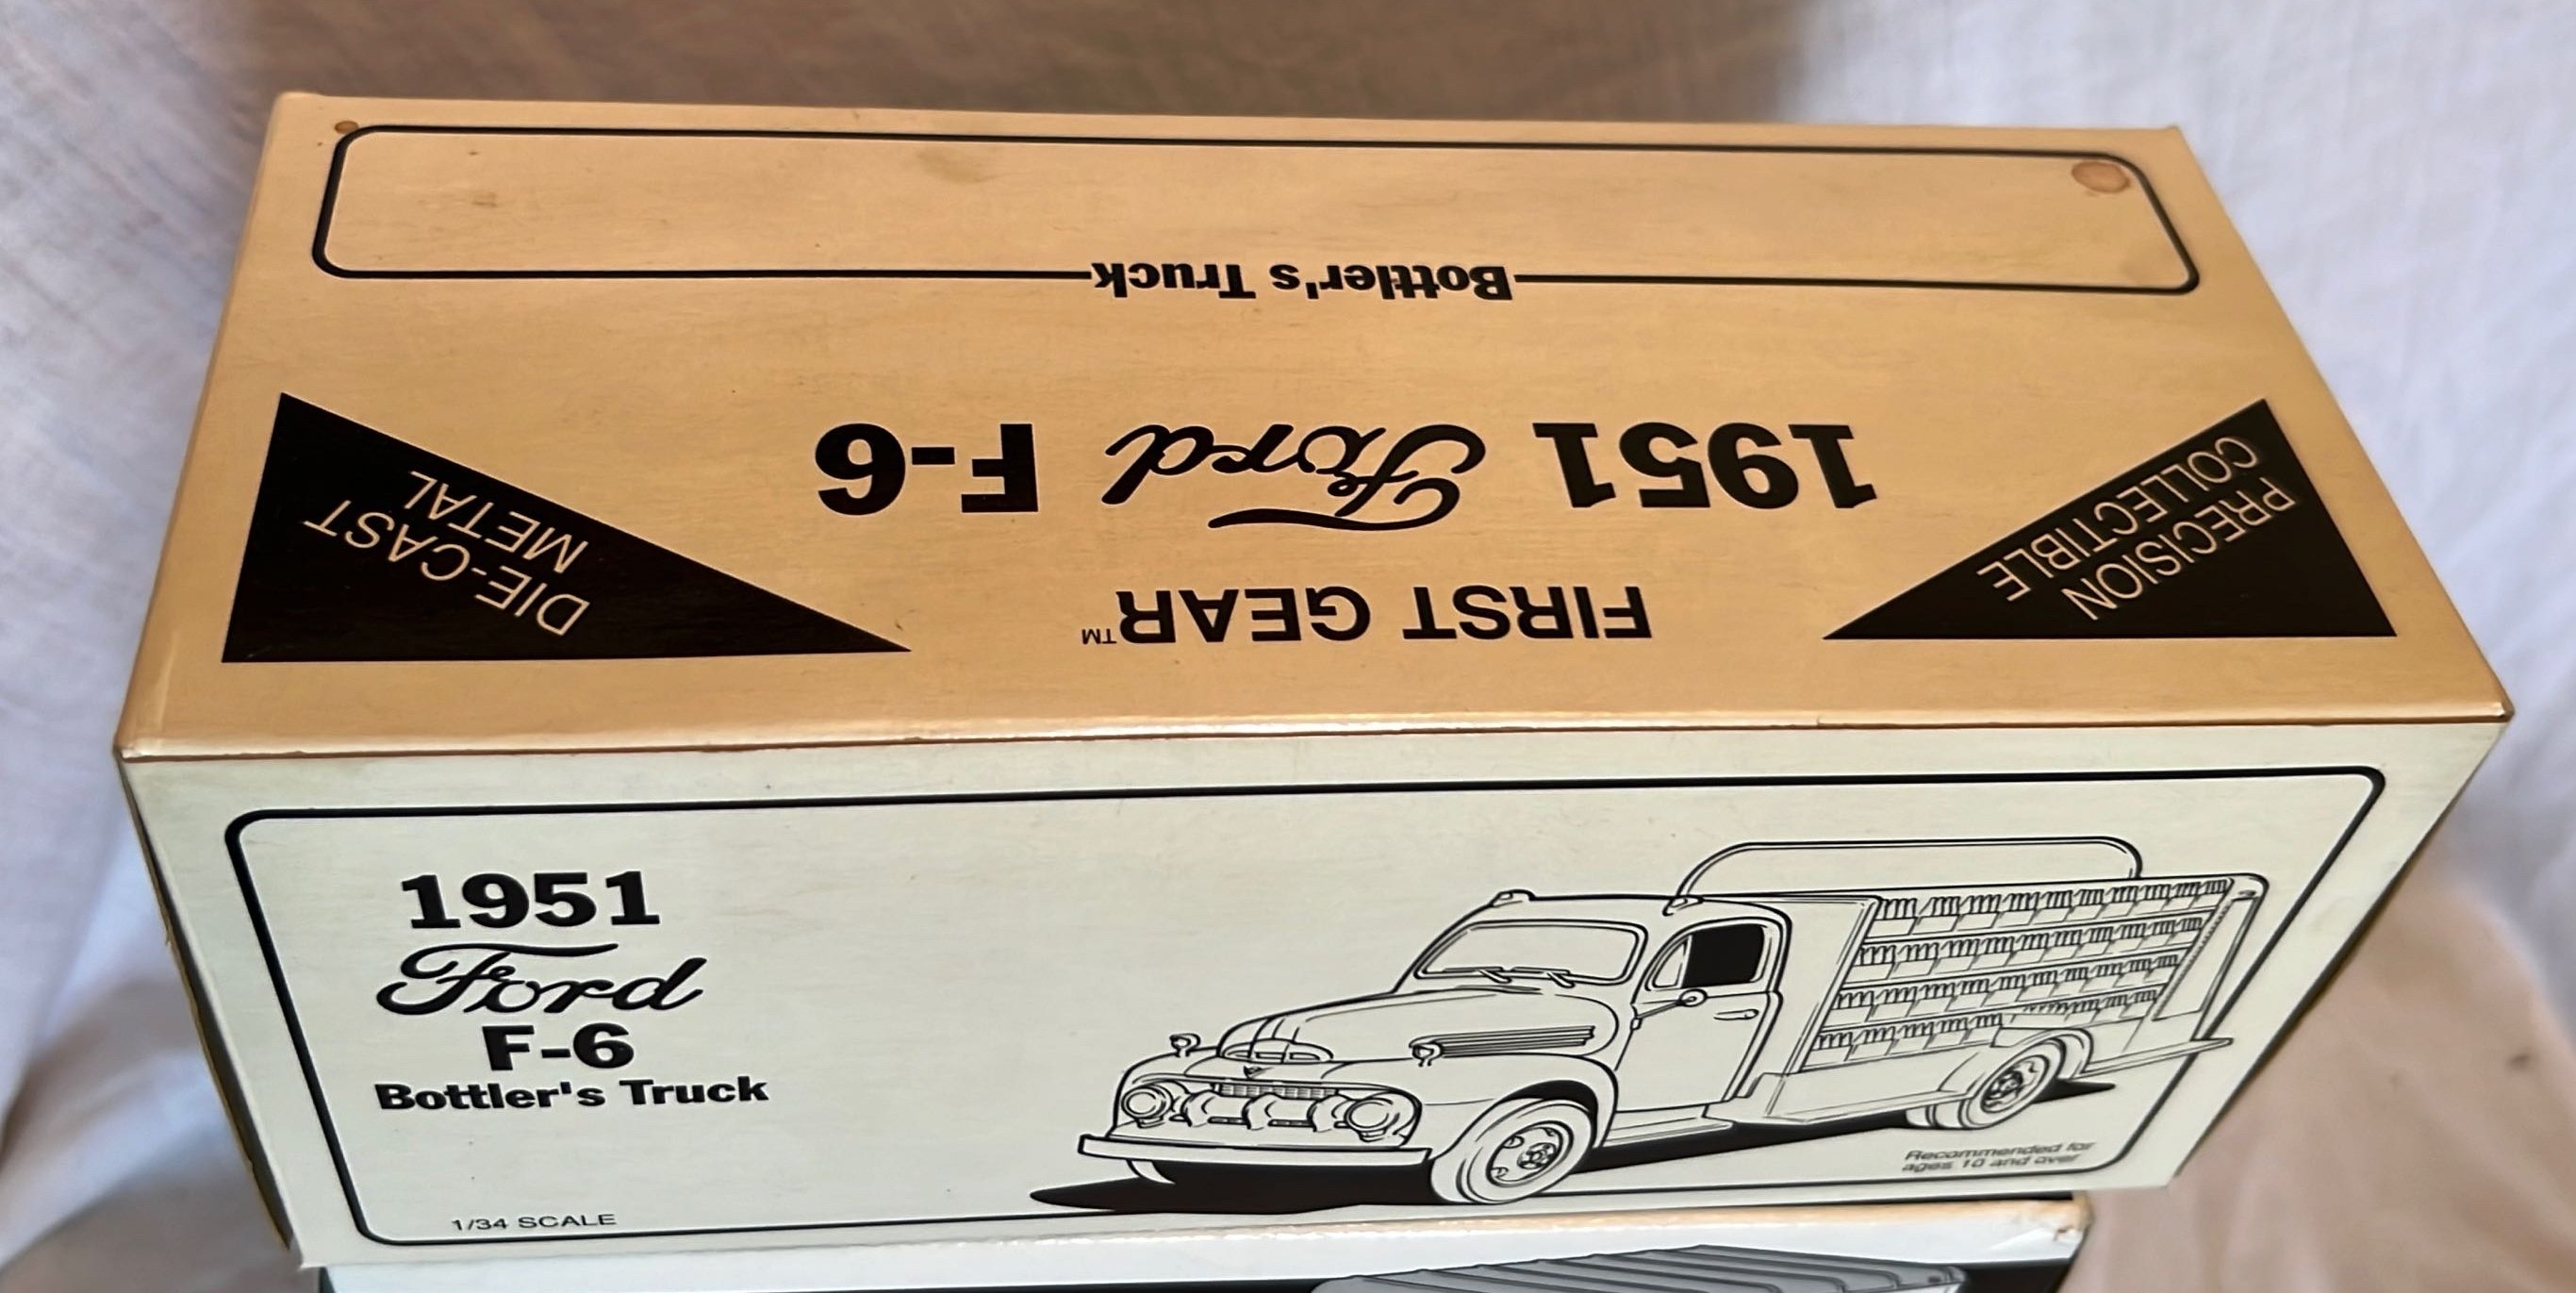 Bottler's Truck
1951 Ford F-6
FIRST GEAR™
DIE-CAST
METAL
PRECISION
COLLECTIBLE
1951
Ford
F-6
Bottler's Truck
1/34 SCALE
Recommended for
ages 10 and over